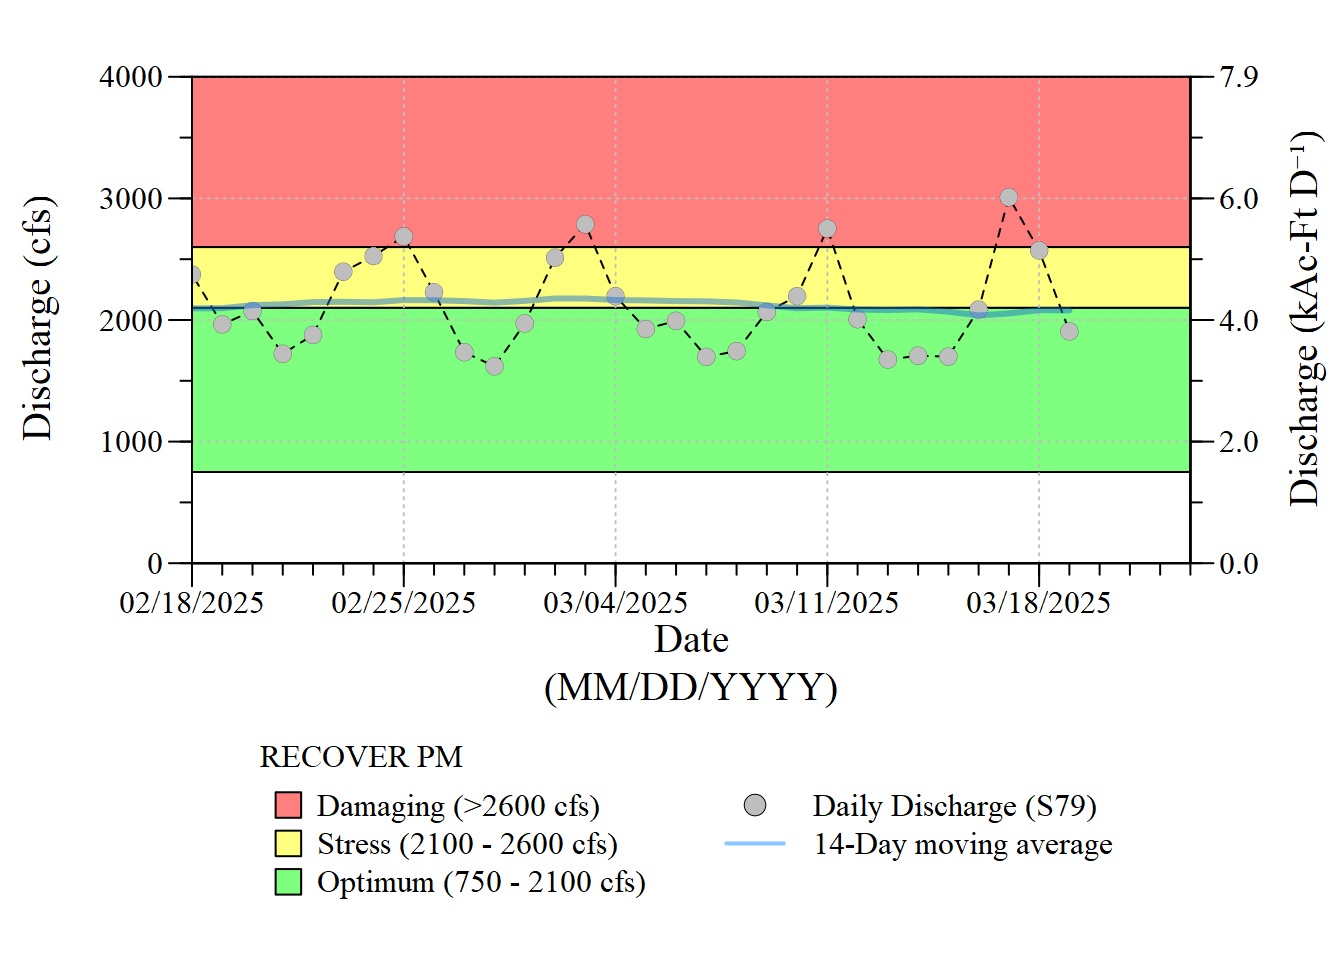 4000
3000
2000
1000
0
Discharge (cfs)
7.9
6.0
4.0
2.0
0.0
Discharge (kAc-Ft D⁻¹)
02/18/2025 02/25/2025 03/04/2025 03/11/2025 03/18/2025
Date
(MM/DD/YYYY)
RECOVER PM
Damaging (>2600 cfs)
Stress (2100 - 2600 cfs)
Optimum (750 - 2100 cfs)
Daily Discharge (S79)
14-Day moving average